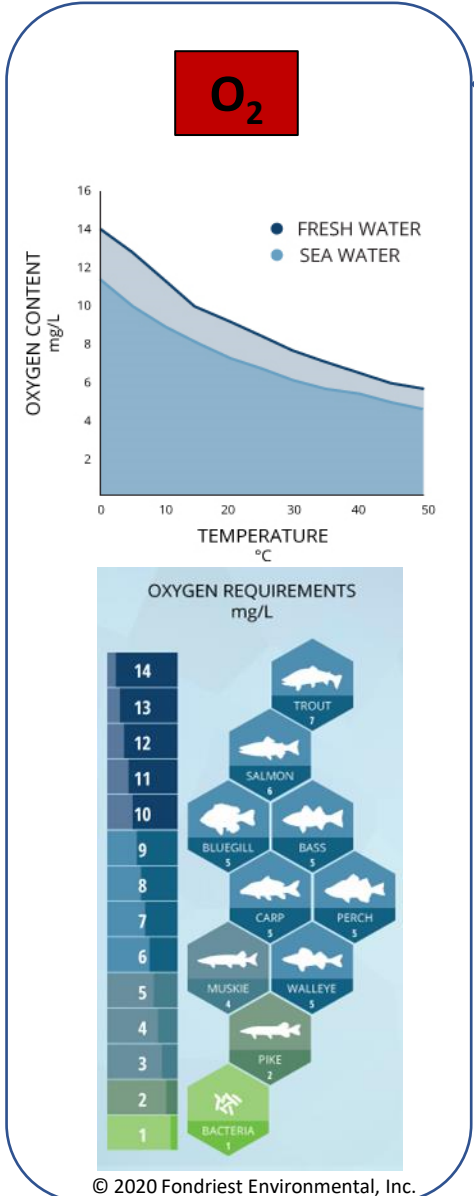 O₂
16
14
12
10
8
6
4
2
OXYGEN CONTENT
mg/L
FRESH WATER
SEA WATER
0 10 20 30 40 50
TEMPERATURE
°C
OXYGEN REQUIREMENTS
mg/L
14
13
12
11
10
9
8
7
6
5
4
3
2
1
TROUT
7
SALMON
6
BLUEGILL
5
BASS
5
CARP
5
PERCH
5
MUSKIE
4
WALLEYE
5
PIKE
2
BACTERIA
1
© 2020 Fondriest Environmental, Inc.